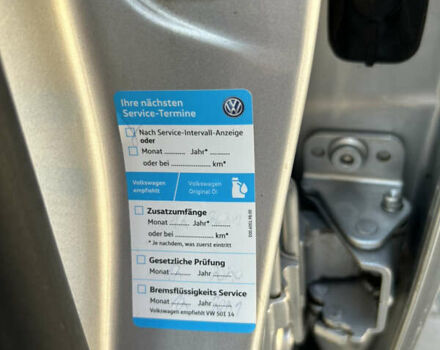 Ihre nächsten
Service-Termine
Nach Service-Intervall-Anzeige
oder
Monat ........... Jahr* ...........
oder bei ................... km*
Volkswagen
empfiehlt
Volkswagen
Original Öl
Zusatzumfänge
Monat ........... Jahr* ...........
oder bei ................... km*
* Je nachdem, was zuerst eintritt
Gesetzliche Prüfung
Monat ........... Jahr ...........
Bremsflüssigkeits Service
Monat ........... Jahr ...........
Volkswagen empfiehlt VW 501 14